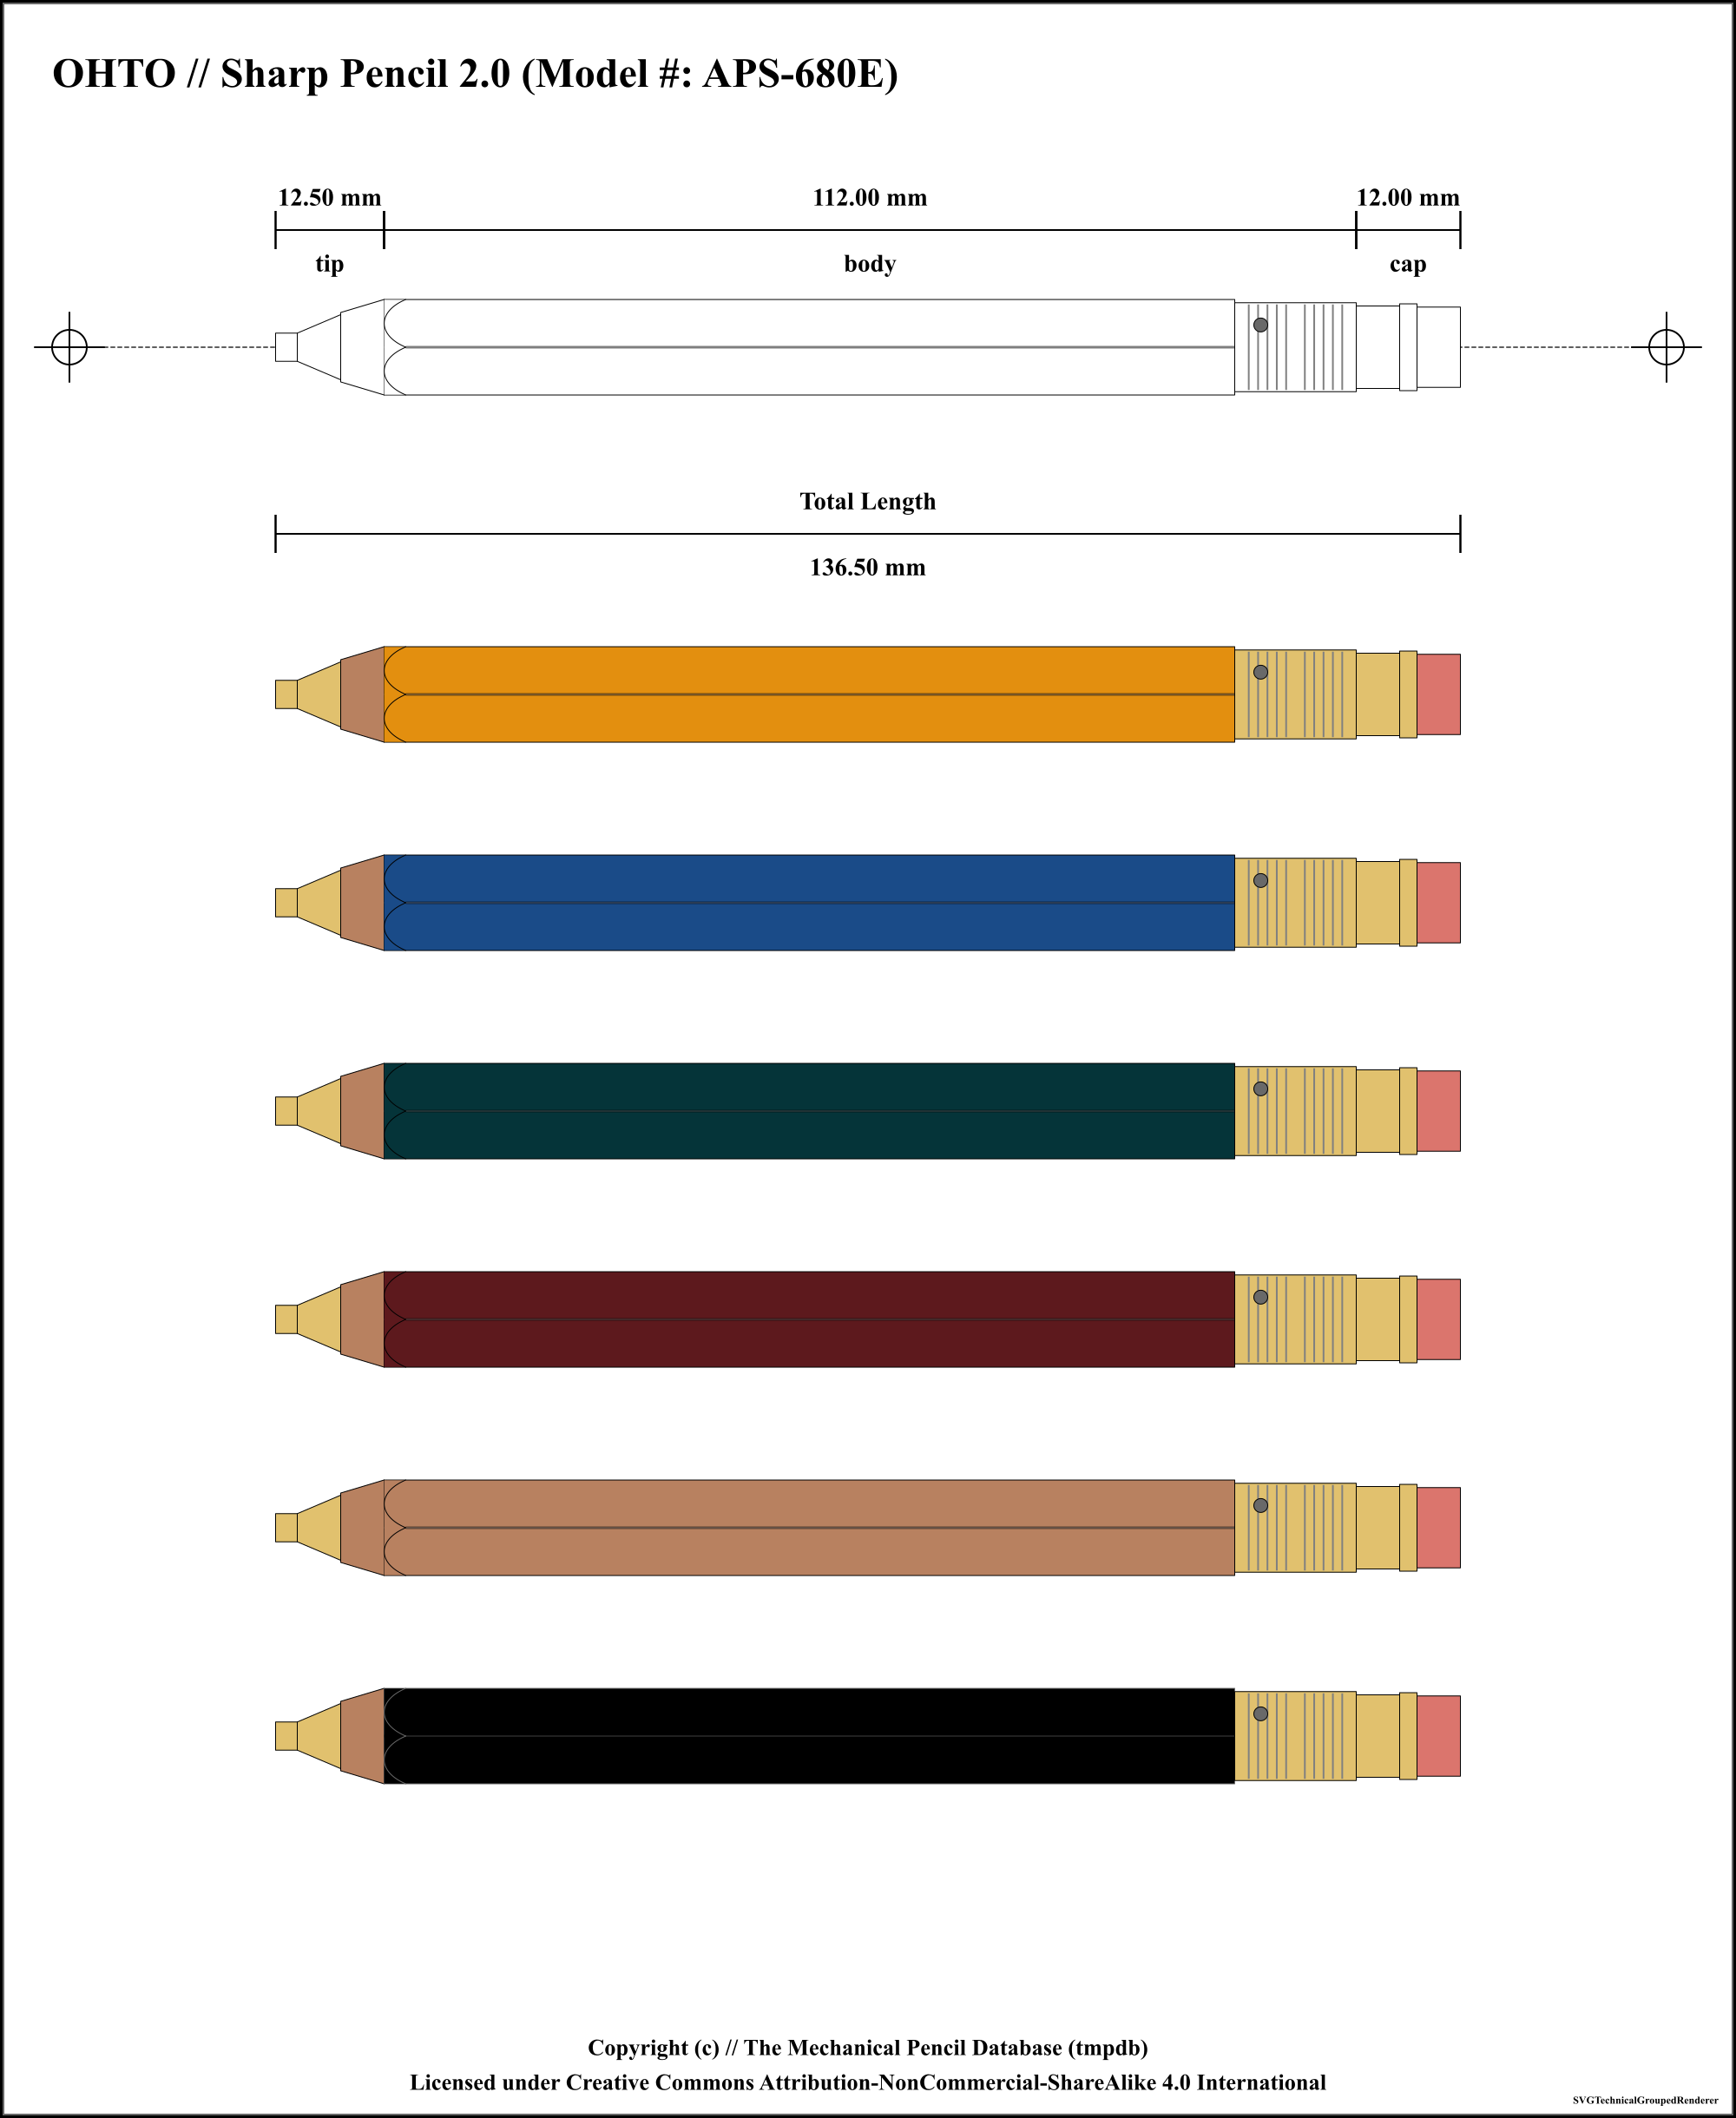 OHTO // Sharp Pencil 2.0 (Model #: APS-680E)
12.50 mm
112.00 mm
12.00 mm
tip
body
cap
Total Length
136.50 mm
Copyright (c) // The Mechanical Pencil Database (tmpdb)
Licensed under Creative Commons Attribution-NonCommercial-ShareAlike 4.0 International
SVGTechnicalGroupedRenderer